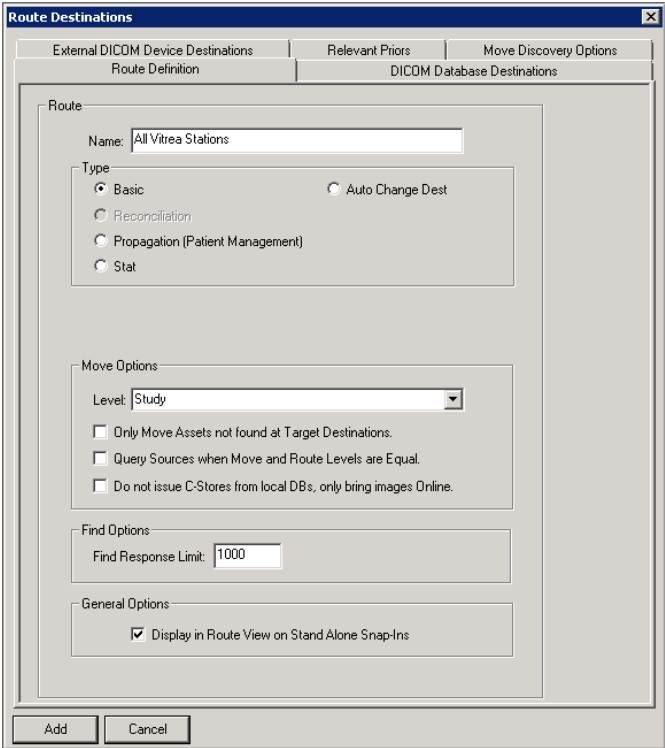 Route Destinations
External DICOM Device Destinations
Relevant Priors
Move Discovery Options
Route Definition
DICOM Database Destinations
Route
Name: All Vitrea Stations
Type
Basic
Auto Change Dest
Reconciliation
Propagation (Patient Management)
Stat
Move Options
Level: Study
Only Move Assets not found at Target Destinations.
Query Sources when Move and Route Levels are Equal.
Do not issue C-Stores from local DBs, only bring images Online.
Find Options
Find Response Limit: 1000
General Options
Display in Route View on Stand Alone Snap-Ins
Add
Cancel